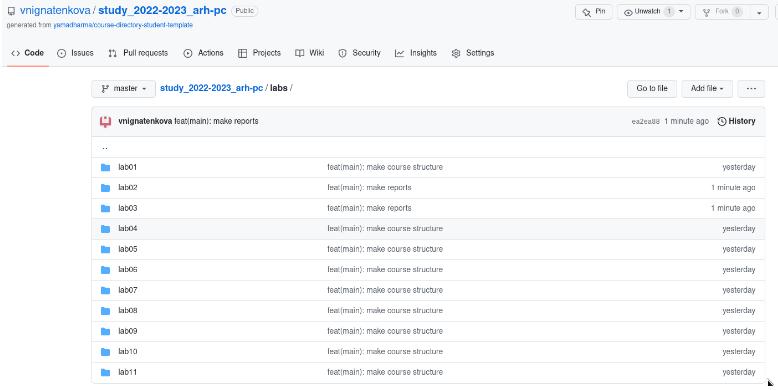 vnignatenkova / study_2022-2023_arh-pc Public Pin Unwatch 1 Fork 0
generated from yamadharma/course-directory-student-template
Code Issues Pull requests Actions Projects Wiki Security Insights Settings
master study_2022-2023_arh-pc / labs / Go to file Add file ...
vnignatenkova feat(main): make reports ea2ea88 1 minute ago History
..
lab01 feat(main): make course structure yesterday
lab02 feat(main): make reports 1 minute ago
lab03 feat(main): make reports 1 minute ago
lab04 feat(main): make course structure yesterday
lab05 feat(main): make course structure yesterday
lab06 feat(main): make course structure yesterday
lab07 feat(main): make course structure yesterday
lab08 feat(main): make course structure yesterday
lab09 feat(main): make course structure yesterday
lab10 feat(main): make course structure yesterday
lab11 feat(main): make course structure yesterday